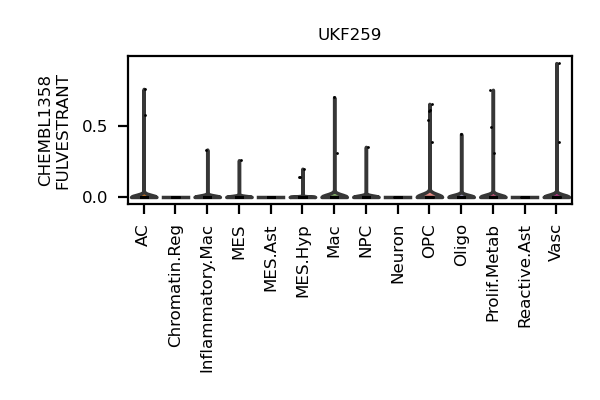 UKF259
CHEMBL1358
FULVESTRANT
0.5
0.0
AC
Chromatin.Reg
Inflammatory.Mac
MES
MES.Ast
MES.Hyp
Mac
NPC
Neuron
OPC
Oligo
Prolif.Metab
Reactive.Ast
Vasc